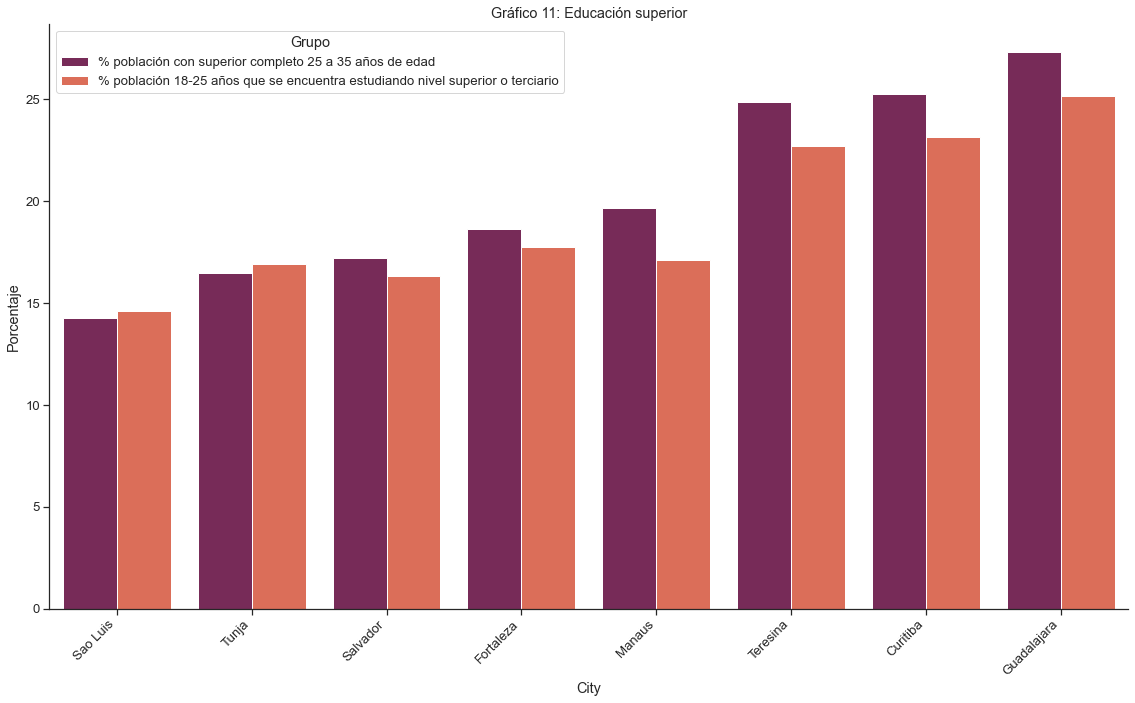 Gráfico 11: Educación superior
Grupo
% población con superior completo 25 a 35 años de edad
% población 18-25 años que se encuentra estudiando nivel superior o terciario
Porcentaje
25
20
15
10
5
0
Sao Luis
Tunja
Salvador
Fortaleza
Manaus
Teresina
Curitiba
Guadalajara
City